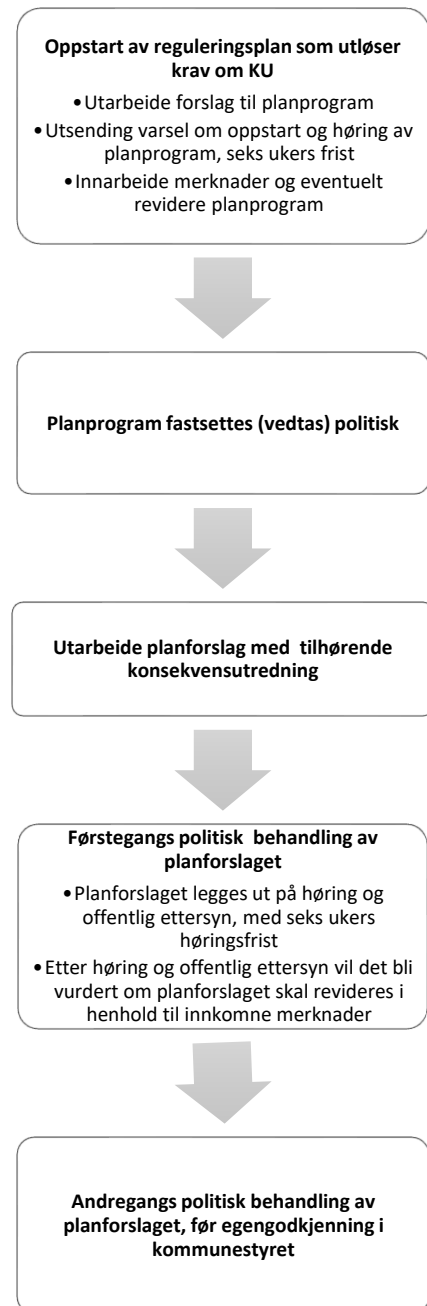 Oppstart av reguleringsplan som utløser
krav om KU
•Utarbeide forslag til planprogram
•Utsending varsel om oppstart og høring av
planprogram, seks ukers frist
•Innarbeide merknader og eventuelt
revidere planprogram
Planprogram fastsettes (vedtas) politisk
Utarbeide planforslag med tilhørende
konsekvensutredning
Førstegangs politisk behandling av
planforslaget
•Planforslaget legges ut på høring og
offentlig ettersyn, med seks ukers
høringsfrist
•Etter høring og offentlig ettersyn vil det bli
vurdert om planforslaget skal revideres i
henhold til innkomne merknader
Andregangs politisk behandling av
planforslaget, før egengodkjenning i
kommunestyret